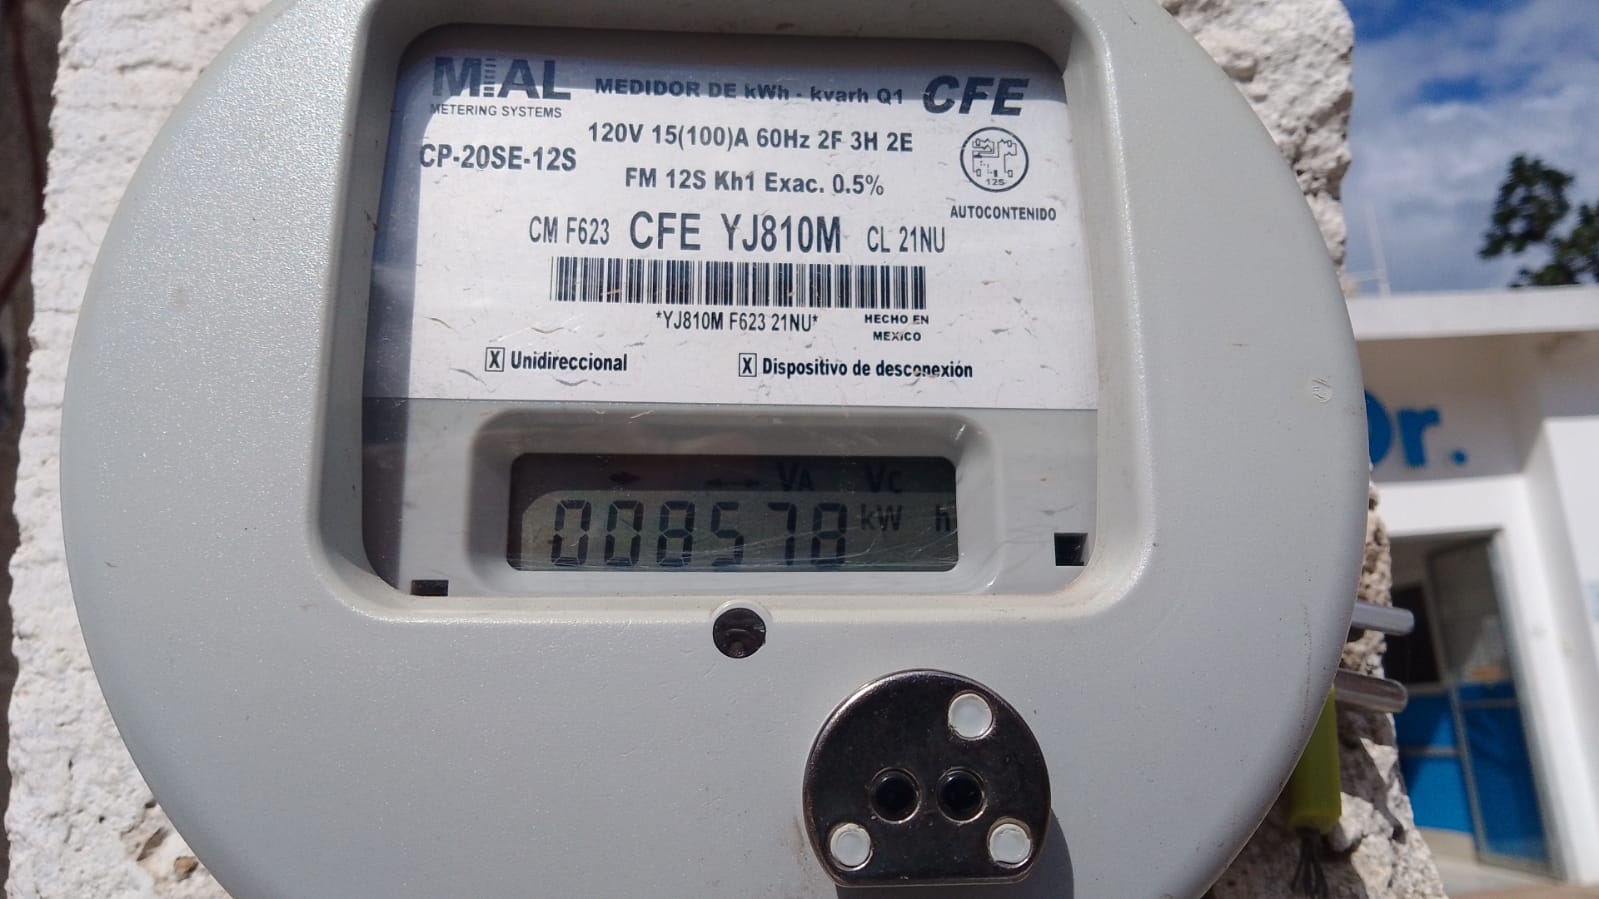 MIAL
METERING SYSTEMS
MEDIDOR DE kWh - kvarh Q1
CFE
120V 15(100)A 60Hz 2F 3H 2E
CP-20SE-12S
FM 12S Kh1 Exac. 0.5%
12S
AUTOCONTENIDO
CM F623 CFE YJ810M CL 21NU
*YJ810M F623 21NU*
HECHO EN
MEXICO
X Unidireccional
X Dispositivo de desconexión
VA Vc
008578 kW h
Dr.